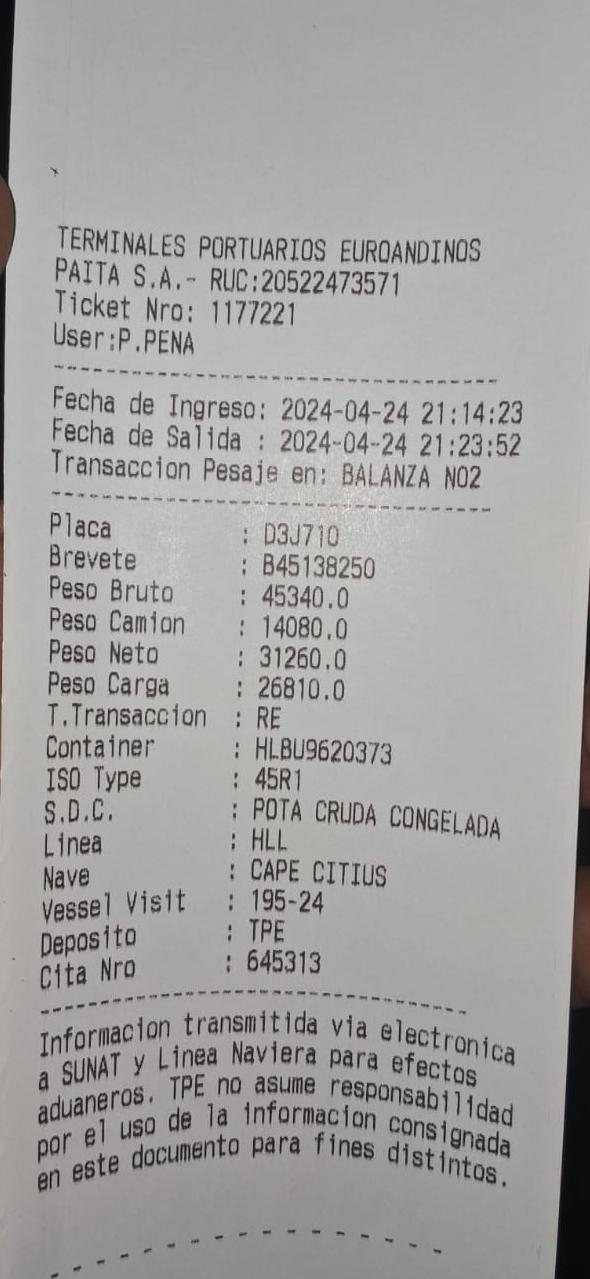 TERMINALES PORTUARIOS EUROANDINOS
PAITA S.A.- RUC:20522473571
Ticket Nro: 1177221
User:P.PENA
Fecha de Ingreso: 2024-04-24 21:14:23
Fecha de Salida : 2024-04-24 21:23:52
Transaccion Pesaje en: BALANZA NO2
Placa : D3J710
Brevete : B45138250
Peso Bruto : 45340.0
Peso Camion : 14080.0
Peso Neto : 31260.0
Peso Carga : 26810.0
T.Transaccion : RE
Container : HLBU9620373
ISO Type : 45R1
S.D.C. : POTA CRUDA CONGELADA
Linea : HLL
Nave : CAPE CITIUS
Vessel Visit : 195-24
Deposito : TPE
Cita Nro : 645313
Informacion transmitida via electronica
a SUNAT y Linea Naviera para efectos
aduaneros. TPE no asume responsabilidad
por el uso de la informacion consignada
en este documento para fines distintos.